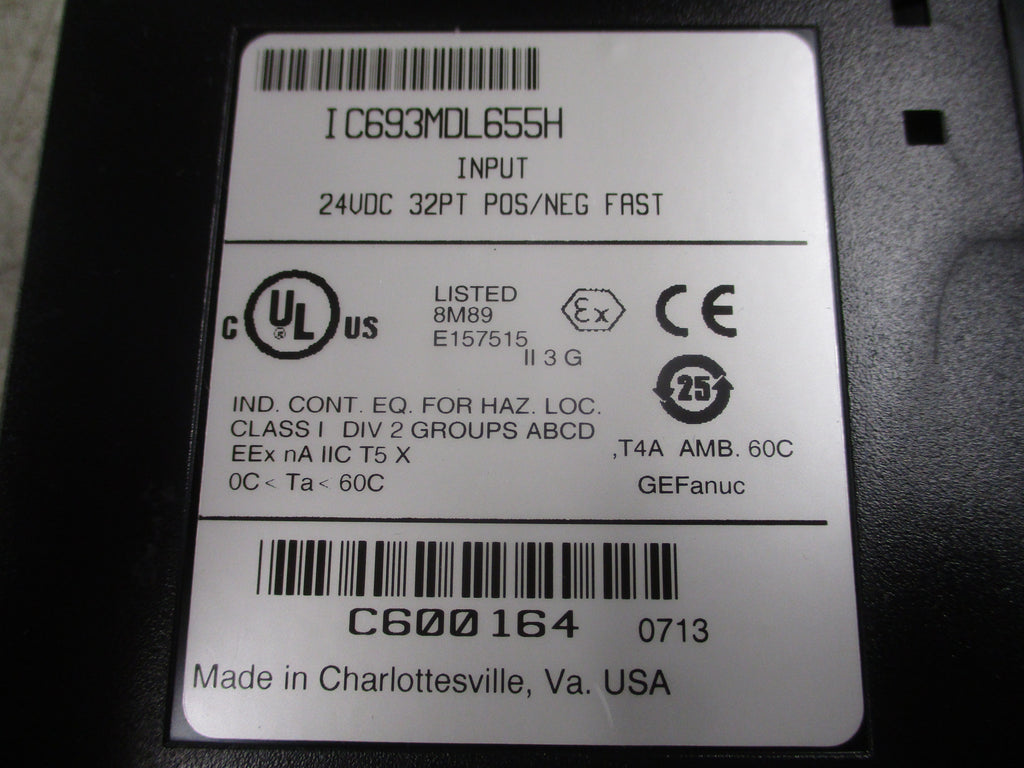 IC693MDL655H
INPUT
24VDC 32PT POS/NEG FAST
C UL US ®
LISTED
8M89
E157515
II 3 G
Ex
CE
25
IND. CONT. EQ. FOR HAZ. LOC.
CLASS I DIV 2 GROUPS ABCD
EEx nA IIC T5 X
0C < Ta < 60C
,T4A AMB. 60C
GEFanuc
C600164 0713
Made in Charlottesville, Va. USA